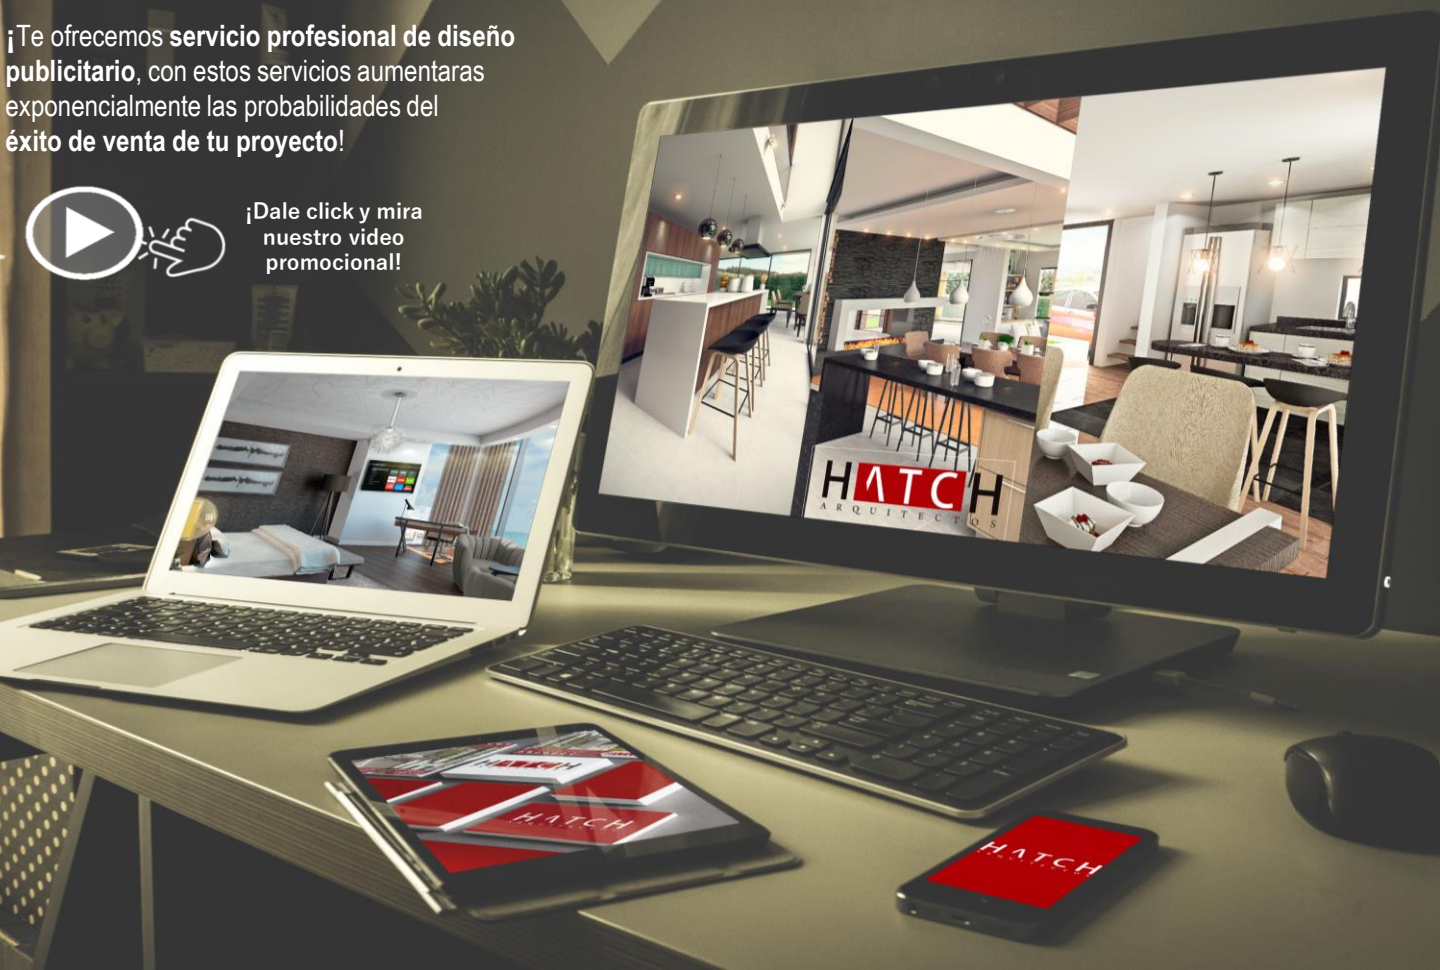 ¡Te ofrecemos servicio profesional de diseño
publicitario, con estos servicios aumentaras
exponencialmente las probabilidades del
éxito de venta de tu proyecto!
¡Dale click y mira
nuestro video
promocional!
HATCH
ARQUITECTOS
HATCH
HATCH
HATCH